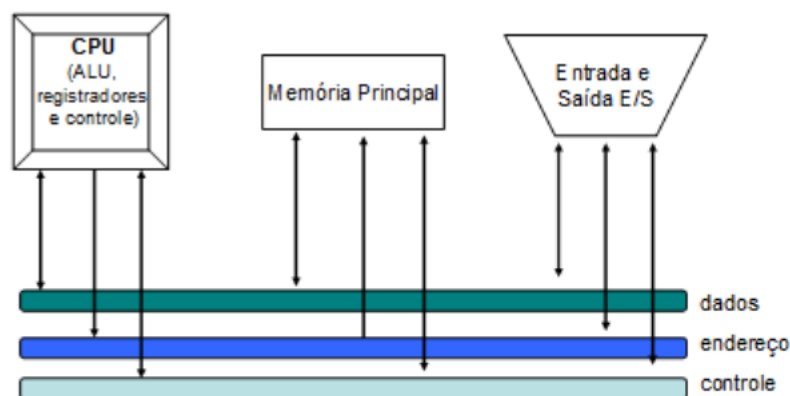 CPU
(ALU,
registradores
e controle)
Memória Principal
Entrada e
Saída E/S
dados
endereço
controle